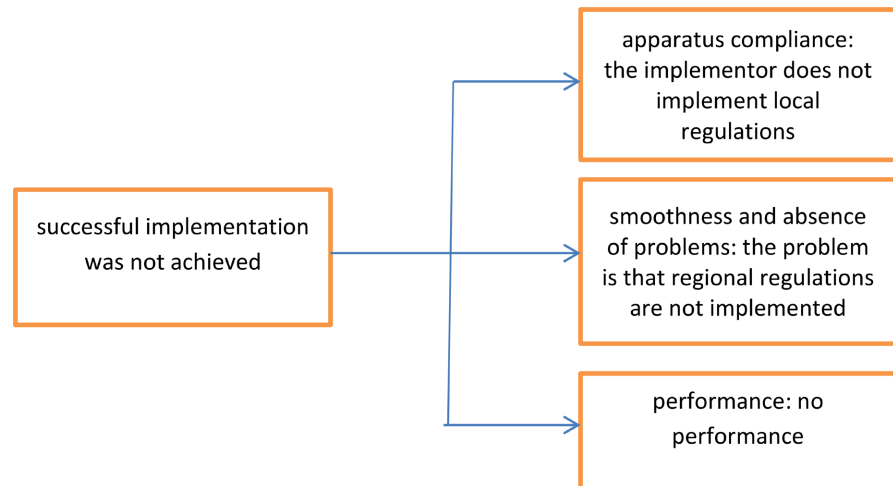 successful implementation
was not achieved
apparatus compliance:
the implementor does not
implement local
regulations
smoothness and absence
of problems: the problem
is that regional regulations
are not implemented
performance: no
performance